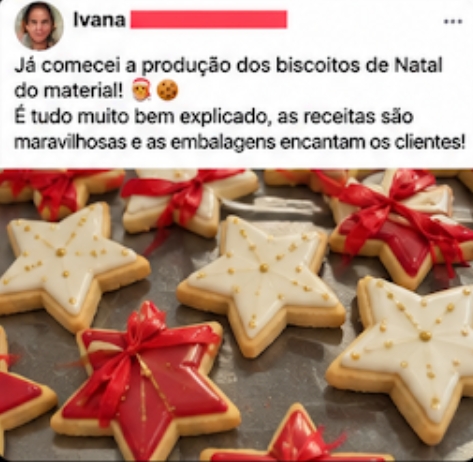 Ivana
Já comecei a produção dos biscoitos de Natal
do material! 🎅🍪
É tudo muito bem explicado, as receitas são
maravilhosas e as embalagens encantam os clientes!